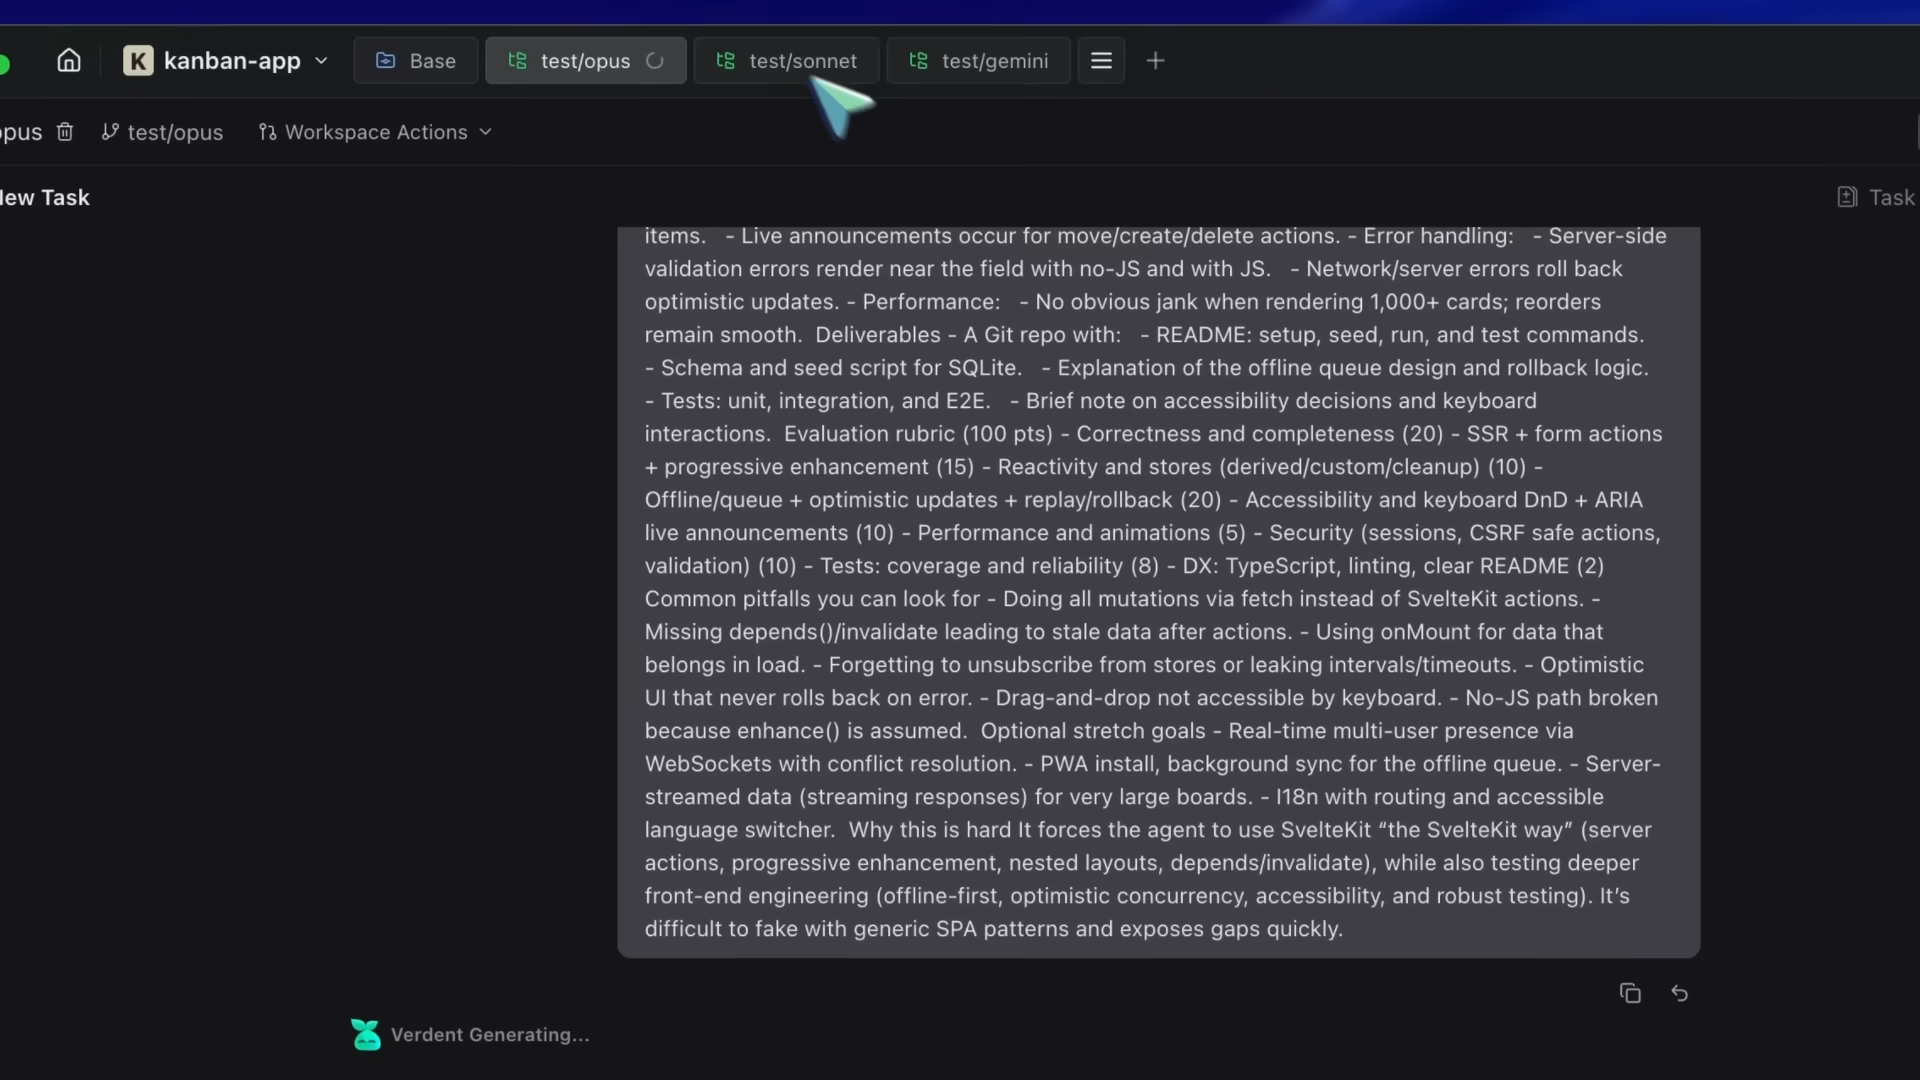 K kanban-app Base test/opus test/sonnet test/gemini
opus test/opus Workspace Actions
New Task Task
items. - Live announcements occur for move/create/delete actions. - Error handling: - Server-side
validation errors render near the field with no-JS and with JS. - Network/server errors roll back
optimistic updates. - Performance: - No obvious jank when rendering 1,000+ cards; reorders
remain smooth. Deliverables - A Git repo with: - README: setup, seed, run, and test commands.
- Schema and seed script for SQLite. - Explanation of the offline queue design and rollback logic.
- Tests: unit, integration, and E2E. - Brief note on accessibility decisions and keyboard
interactions. Evaluation rubric (100 pts) - Correctness and completeness (20) - SSR + form actions
+ progressive enhancement (15) - Reactivity and stores (derived/custom/cleanup) (10) -
Offline/queue + optimistic updates + replay/rollback (20) - Accessibility and keyboard DnD + ARIA
live announcements (10) - Performance and animations (5) - Security (sessions, CSRF safe actions,
validation) (10) - Tests: coverage and reliability (8) - DX: TypeScript, linting, clear README (2)
Common pitfalls you can look for - Doing all mutations via fetch instead of SvelteKit actions. -
Missing depends()/invalidate leading to stale data after actions. - Using onMount for data that
belongs in load. - Forgetting to unsubscribe from stores or leaking intervals/timeouts. - Optimistic
UI that never rolls back on error. - Drag-and-drop not accessible by keyboard. - No-JS path broken
because enhance() is assumed. Optional stretch goals - Real-time multi-user presence via
WebSockets with conflict resolution. - PWA install, background sync for the offline queue. - Server-
streamed data (streaming responses) for very large boards. - I18n with routing and accessible
language switcher. Why this is hard It forces the agent to use SvelteKit “the SvelteKit way” (server
actions, progressive enhancement, nested layouts, depends/invalidate), while also testing deeper
front-end engineering (offline-first, optimistic concurrency, accessibility, and robust testing). It’s
difficult to fake with generic SPA patterns and exposes gaps quickly.
Verdent Generating...